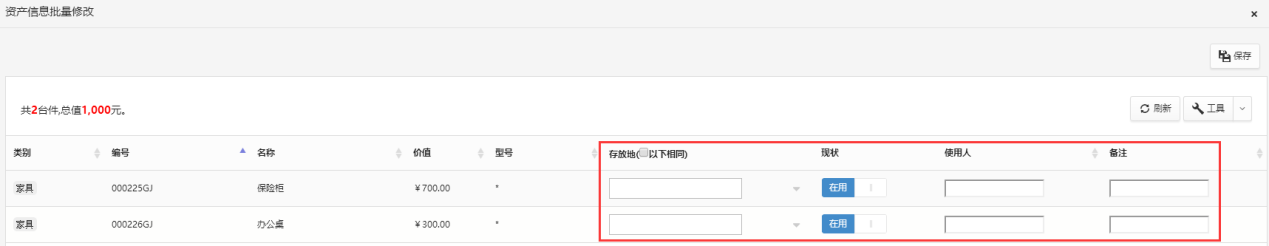 资产信息批量修改 ×
保存
共2台件,总值1,000元。 刷新 工具
类别 编号 名称 价值 型号 存放地(以下相同) 现状 使用人 备注
家具 000225GJ 保险柜 ¥700.00 * 在用
家具 000226GJ 办公桌 ¥300.00 * 在用